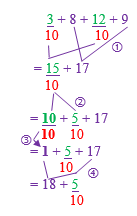 3/10 + 8 + 12/10 + 9
①
= 15/10 + 17
②
= 10/10 + 5/10 + 17
③
= 1 + 5/10 + 17
④
= 18 + 5/10